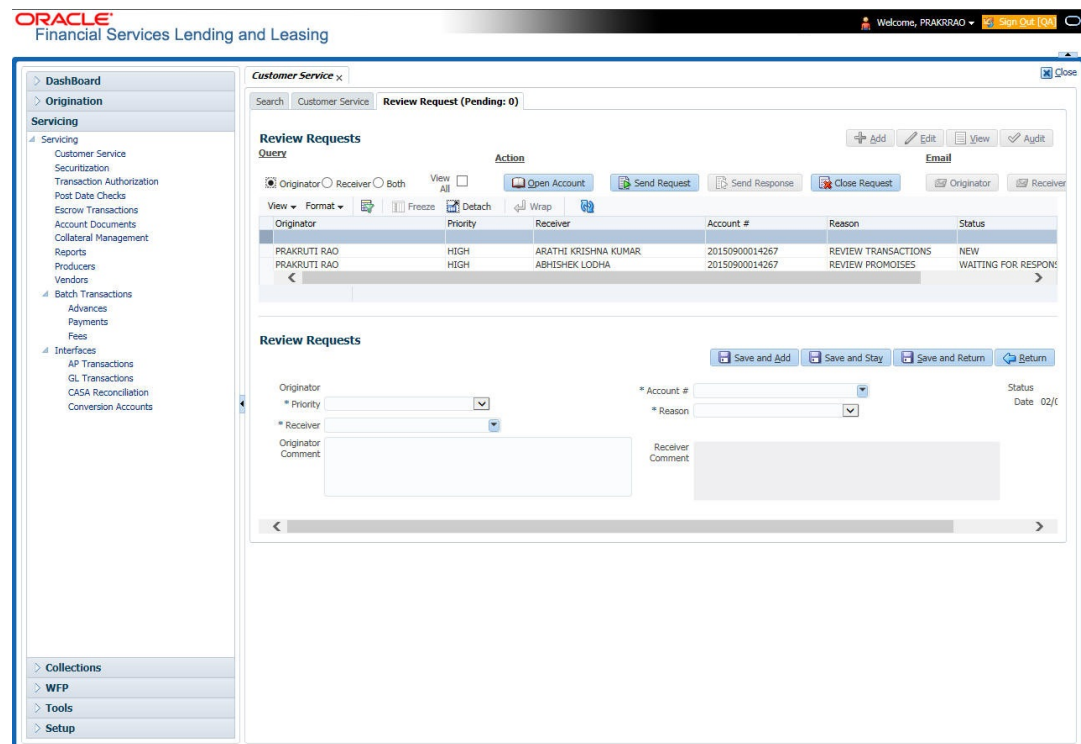 ORACLE
Financial Services Lending and Leasing
Welcome, PRAKRRAO
Sign Out [QA]
Close
DashBoard
Origination
Servicing
Servicing
Customer Service
Securitization
Transaction Authorization
Post Date Checks
Escrow Transactions
Account Documents
Collateral Management
Reports
Producers
Vendors
Batch Transactions
Advances
Payments
Fees
Interfaces
AP Transactions
GL Transactions
CASA Reconciliation
Conversion Accounts
Collections
WFP
Tools
Setup
Customer Service x
Search Customer Service Review Request (Pending: 0)
Review Requests
Add Edit View Audit
Query Action Email
Originator Receiver Both View All Open Account Send Request Send Response Close Request Originator Receiver
View Format Freeze Detach Wrap
Originator Priority Receiver Account # Reason Status
PRAKRUTI RAO HIGH ARATHI KRISHNA KUMAR 20150900014267 REVIEW TRANSACTIONS NEW
PRAKRUTI RAO HIGH ABHISHEK LODHA 20150900014267 REVIEW PROMOISES WAITING FOR RESPONS
Review Requests
Save and Add Save and Stay Save and Return Return
Originator * Account # Status
* Priority * Reason Date 02/0
* Receiver
Originator Comment Receiver Comment